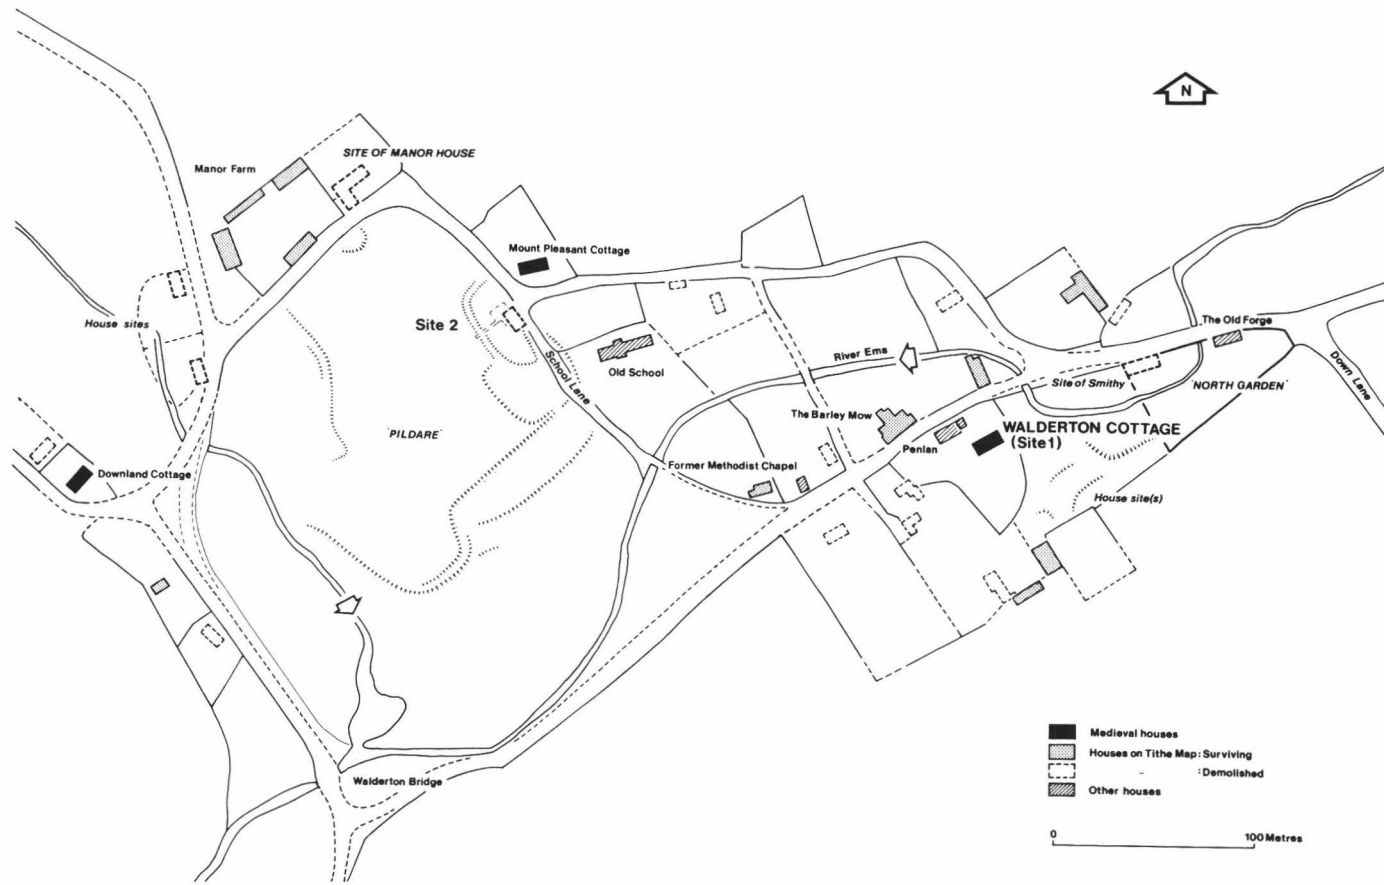 N
SITE OF MANOR HOUSE
Manor Farm
Mount Pleasant Cottage
House sites
Site 2
The Old Forge
River Ems
School Lane
Old School
Site of Smithy
'NORTH GARDEN'
Down Lane
The Barley Mow
'PILDARE'
WALDERTON COTTAGE
(Site1)
Penlan
Former Methodist Chapel
Downland Cottage
House site(s)
Medieval houses
Houses on Tithe Map: Surviving
" : Demolished
Walderton Bridge
Other houses
0 100 Metres